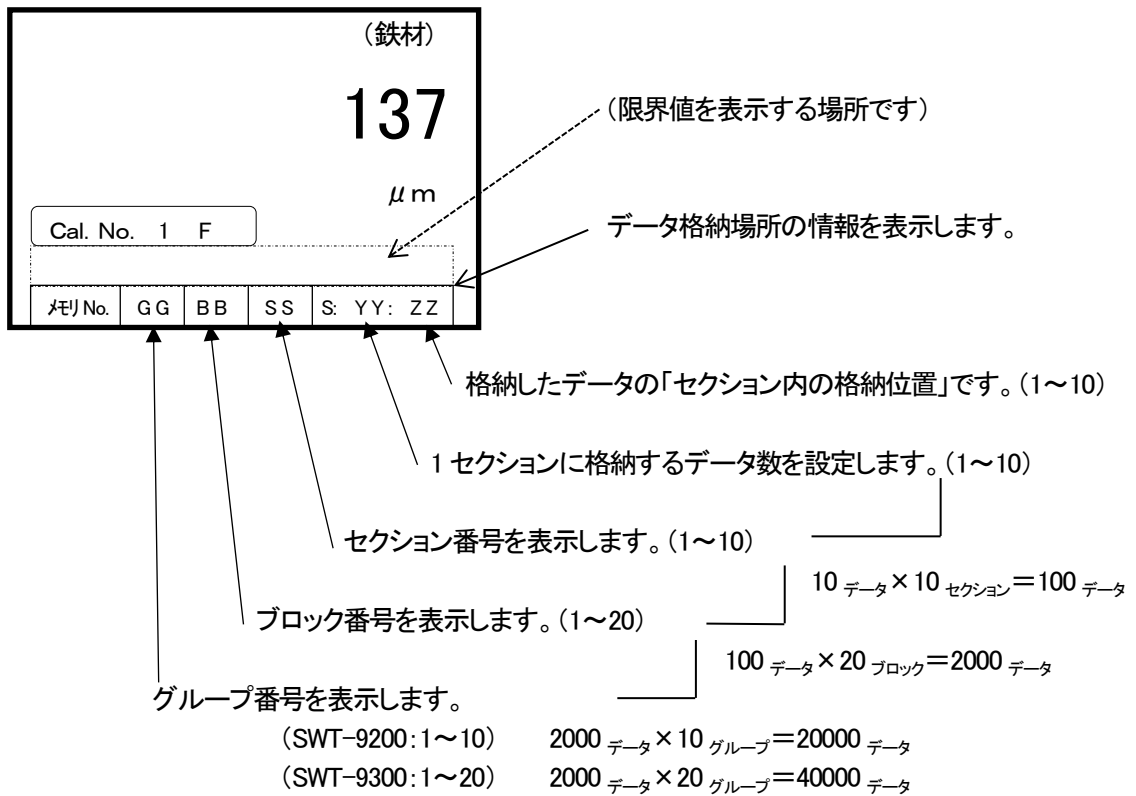 （鉄材）
137
（限界値を表示する場所です）
μm
Cal. No. 1 F
データ格納場所の情報を表示します。
ﾒﾓﾘ No. GG BB SS S: YY: ZZ
格納したデータの「セクション内の格納位置」です。（1～10）
1 セクションに格納するデータ数を設定します。（1～10）
セクション番号を表示します。（1～10）
10 データ×10 セクション＝100 データ
ブロック番号を表示します。（1～20）
100 データ×20 ブロック＝2000 データ
グループ番号を表示します。
（SWT-9200：1～10） 2000 データ×10 グループ＝20000 データ
（SWT-9300：1～20） 2000 データ×20 グループ＝40000 データ